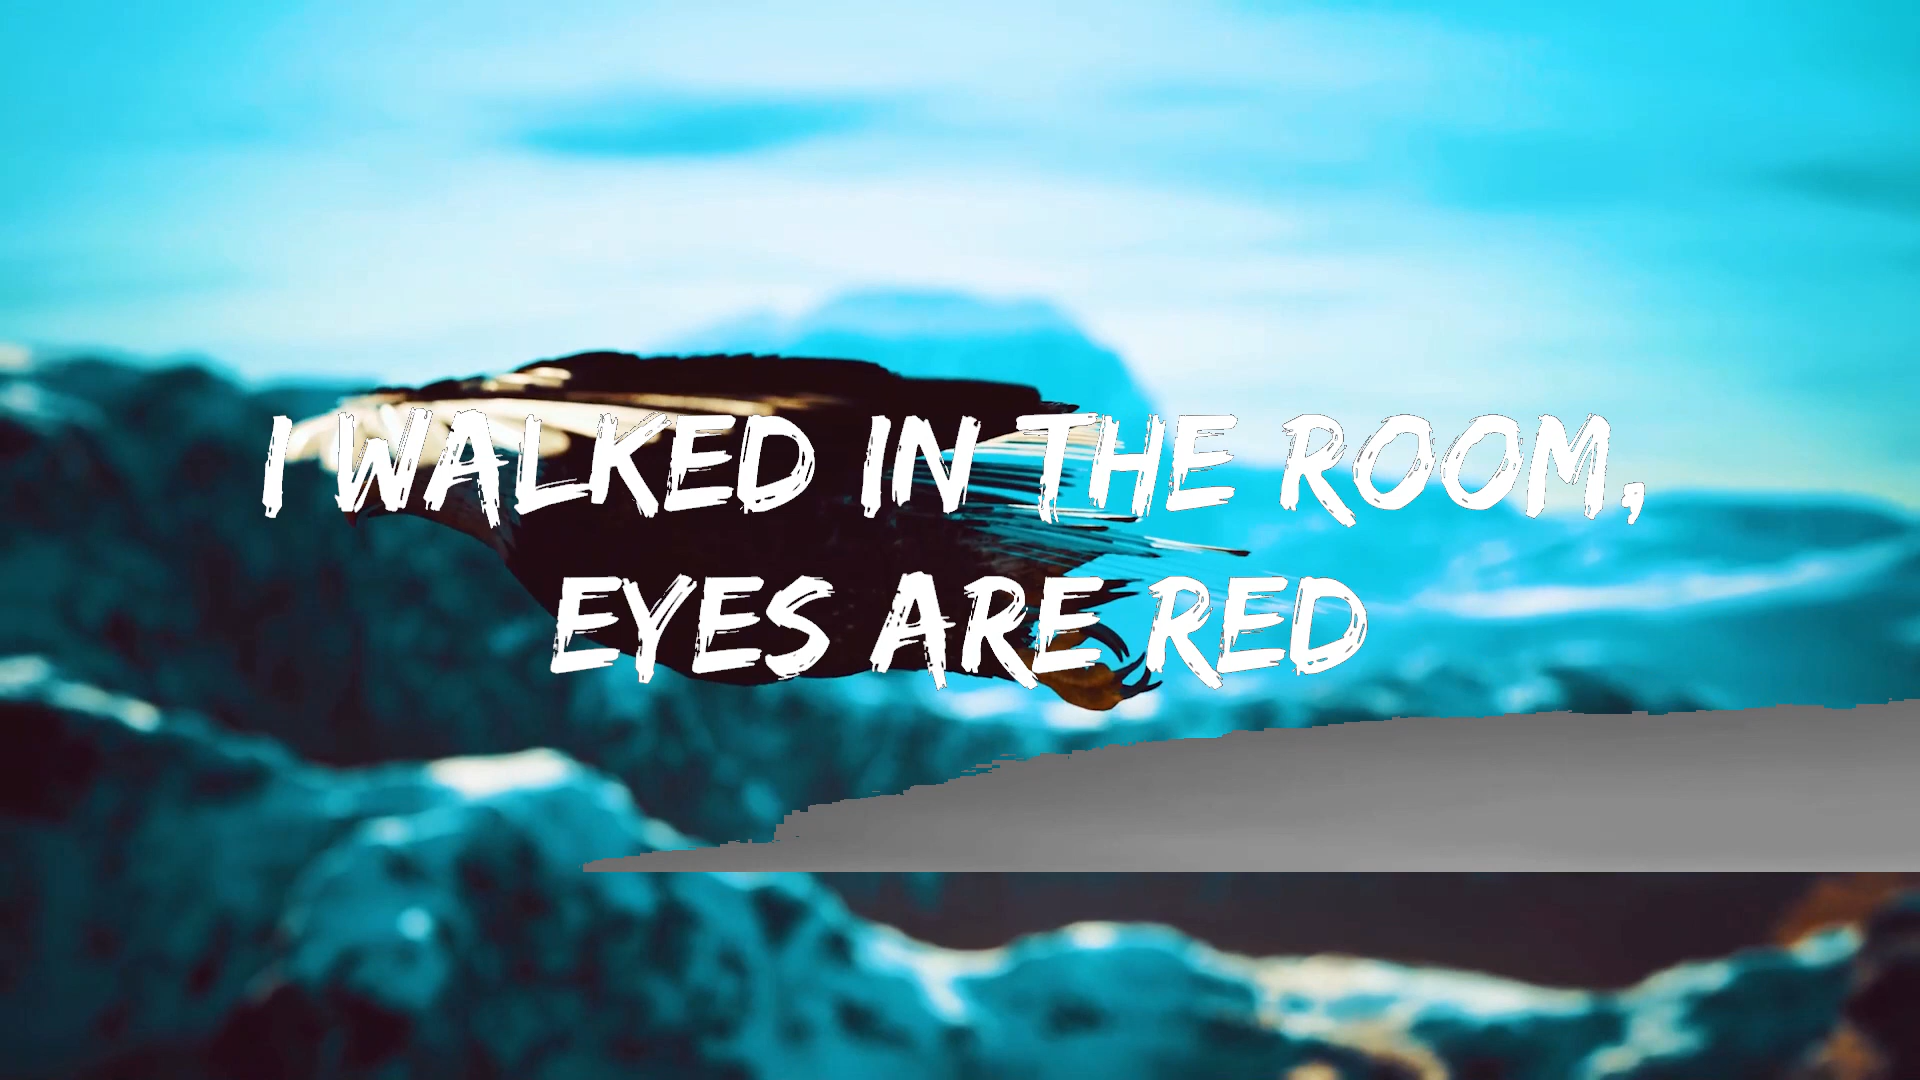 I WALKED IN THE ROOM,
EYES ARE RED